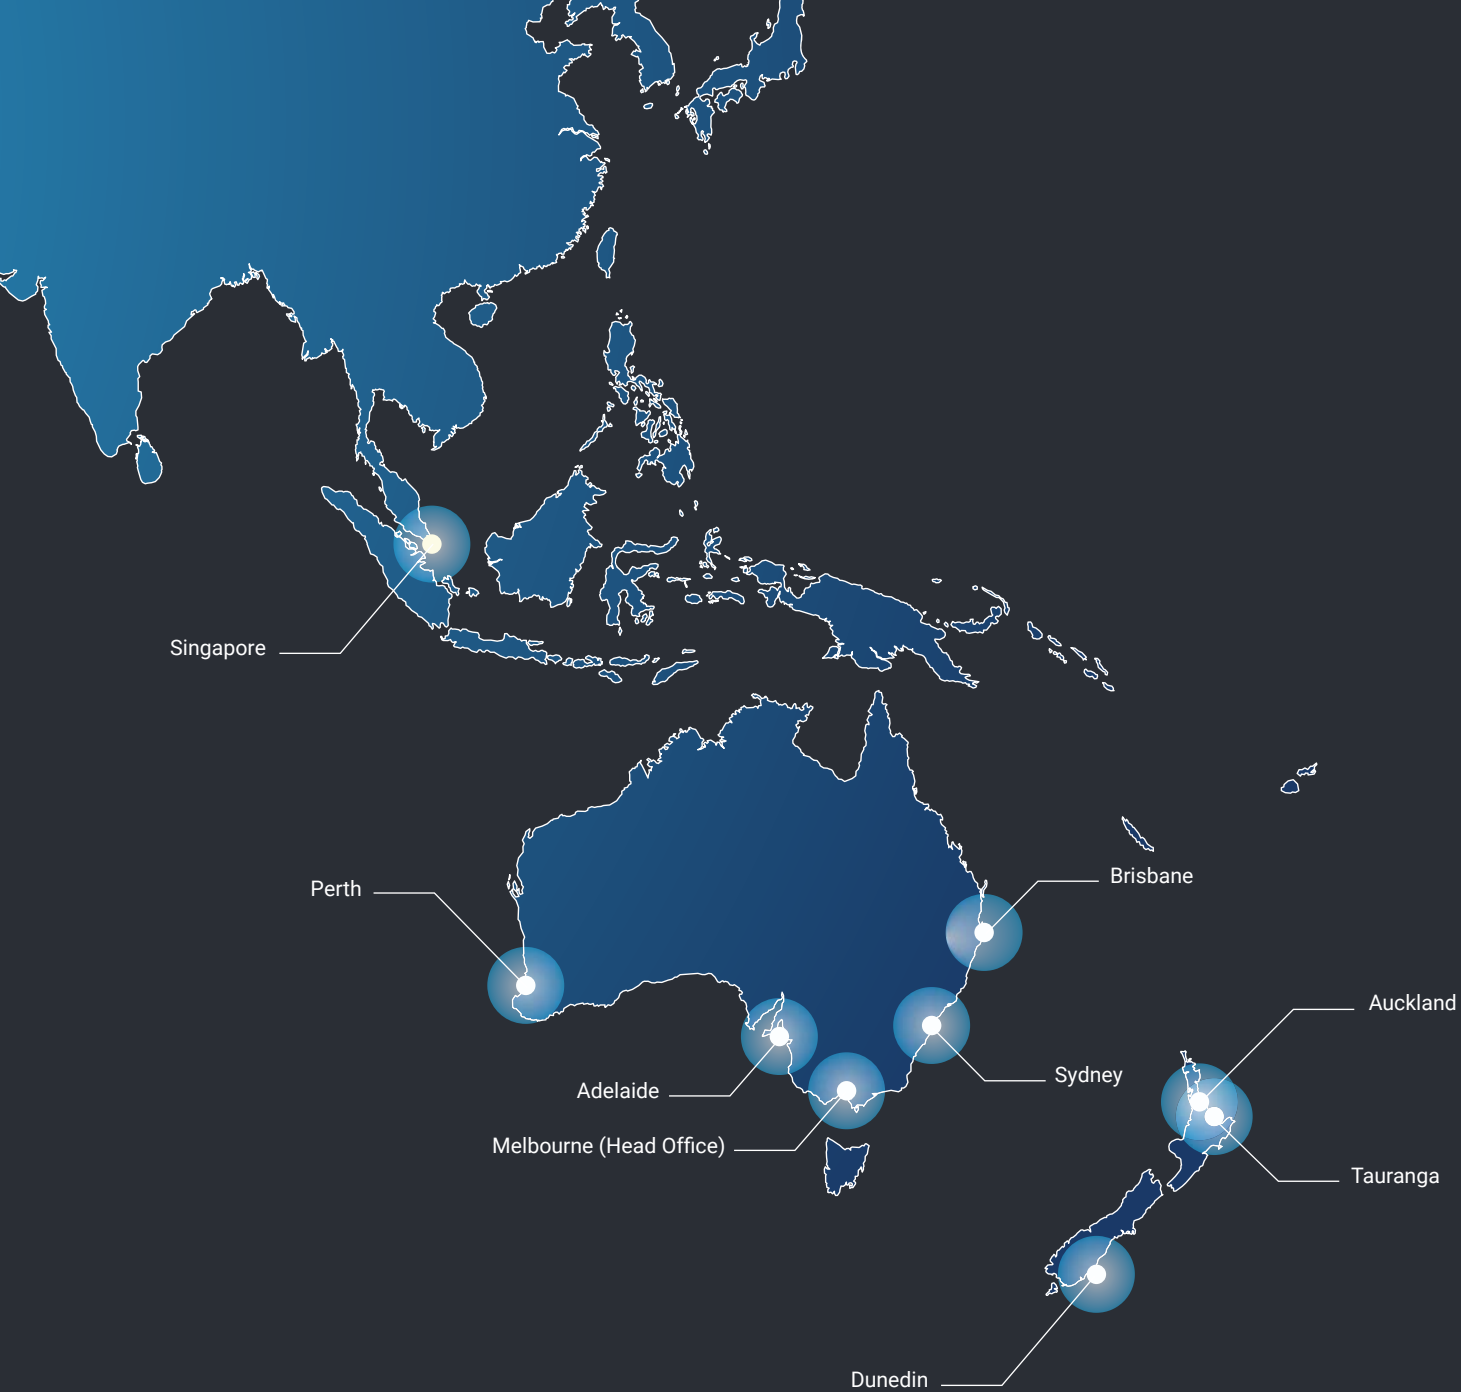 Singapore
Perth
Brisbane
Auckland
Sydney
Adelaide
Melbourne (Head Office)
Tauranga
Dunedin